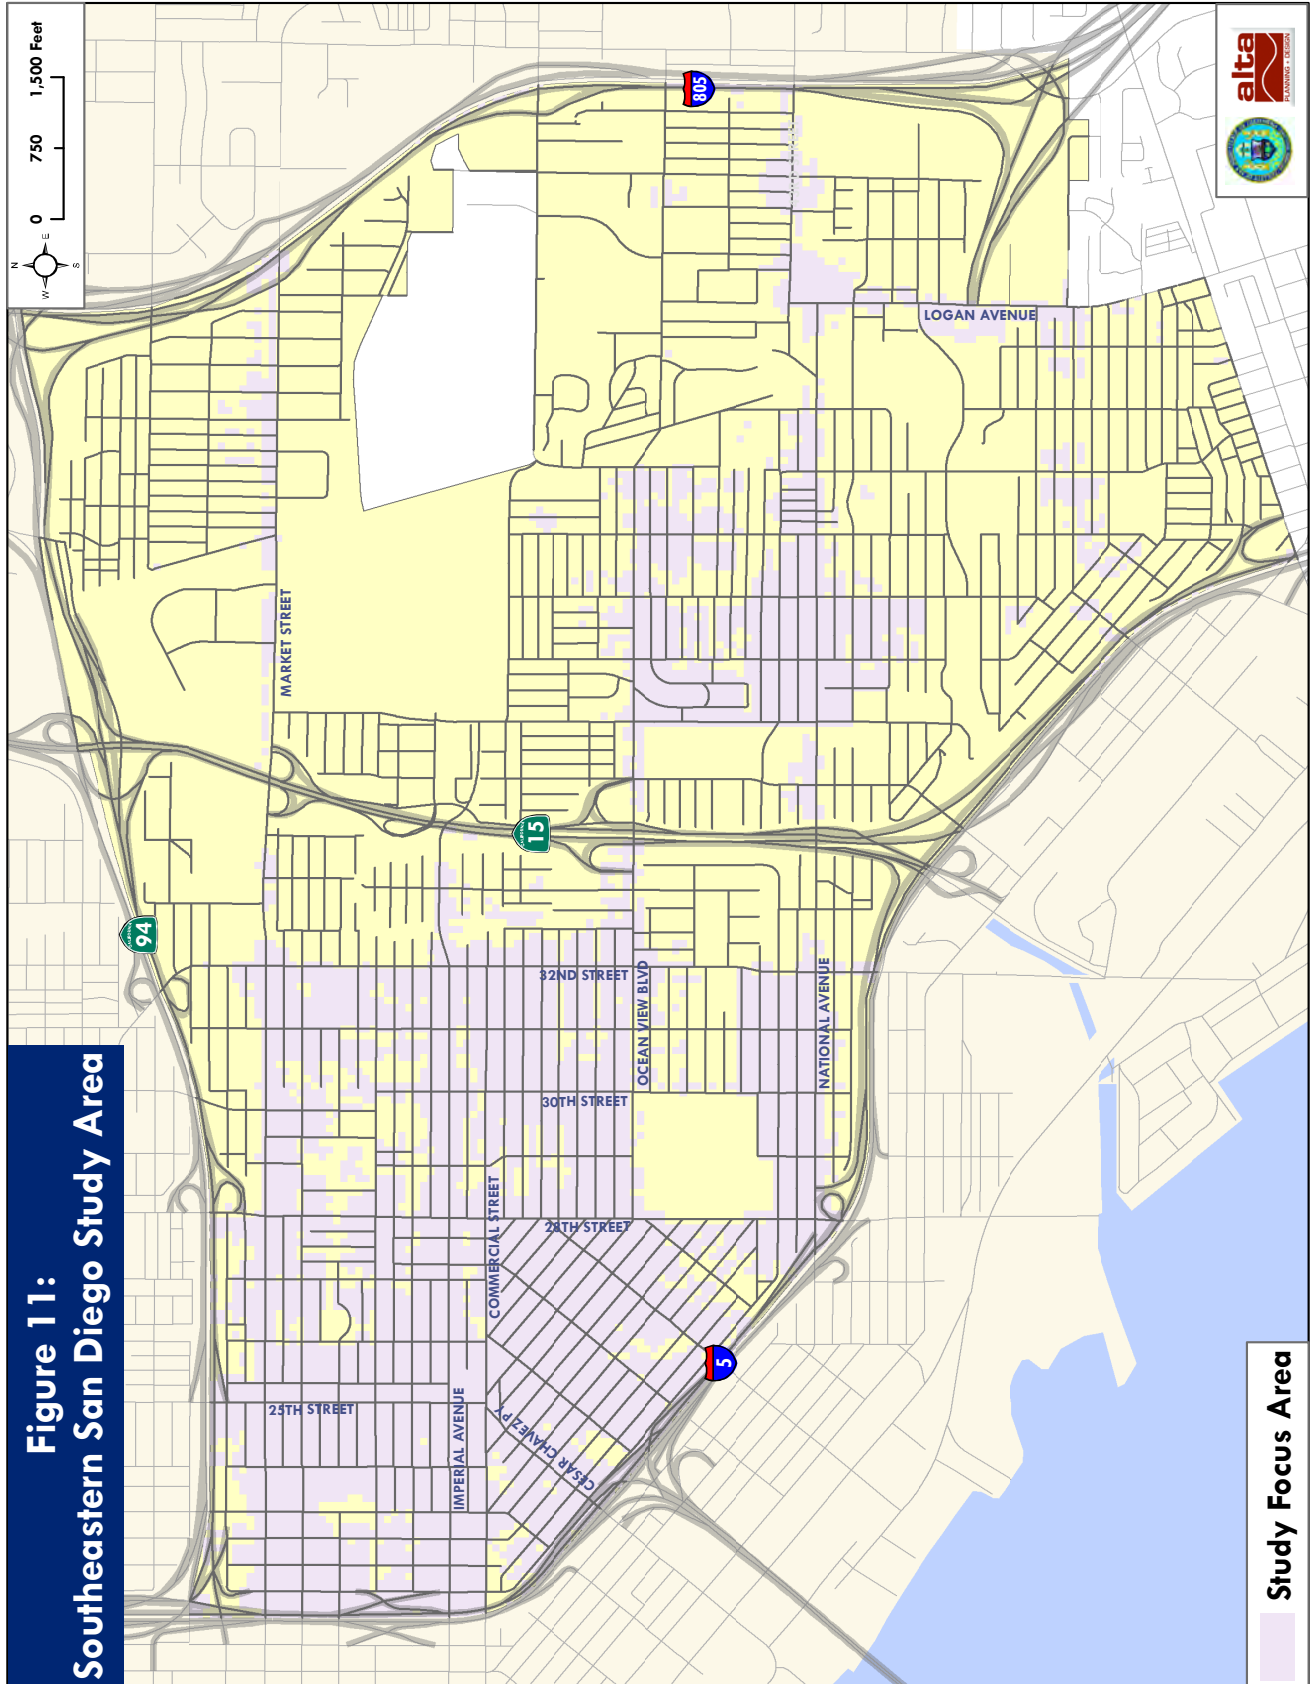 Figure 11:
Southeastern San Diego Study Area
0 750 1,500 Feet
N
W E
S
94
15
805
5
MARKET STREET
LOGAN AVENUE
32ND STREET
OCEAN VIEW BLVD
NATIONAL AVENUE
30TH STREET
COMMERCIAL STREET
28TH STREET
25TH STREET
IMPERIAL AVENUE
CESAR CHAVEZ PY
Study Focus Area
alta
PLANNING + DESIGN